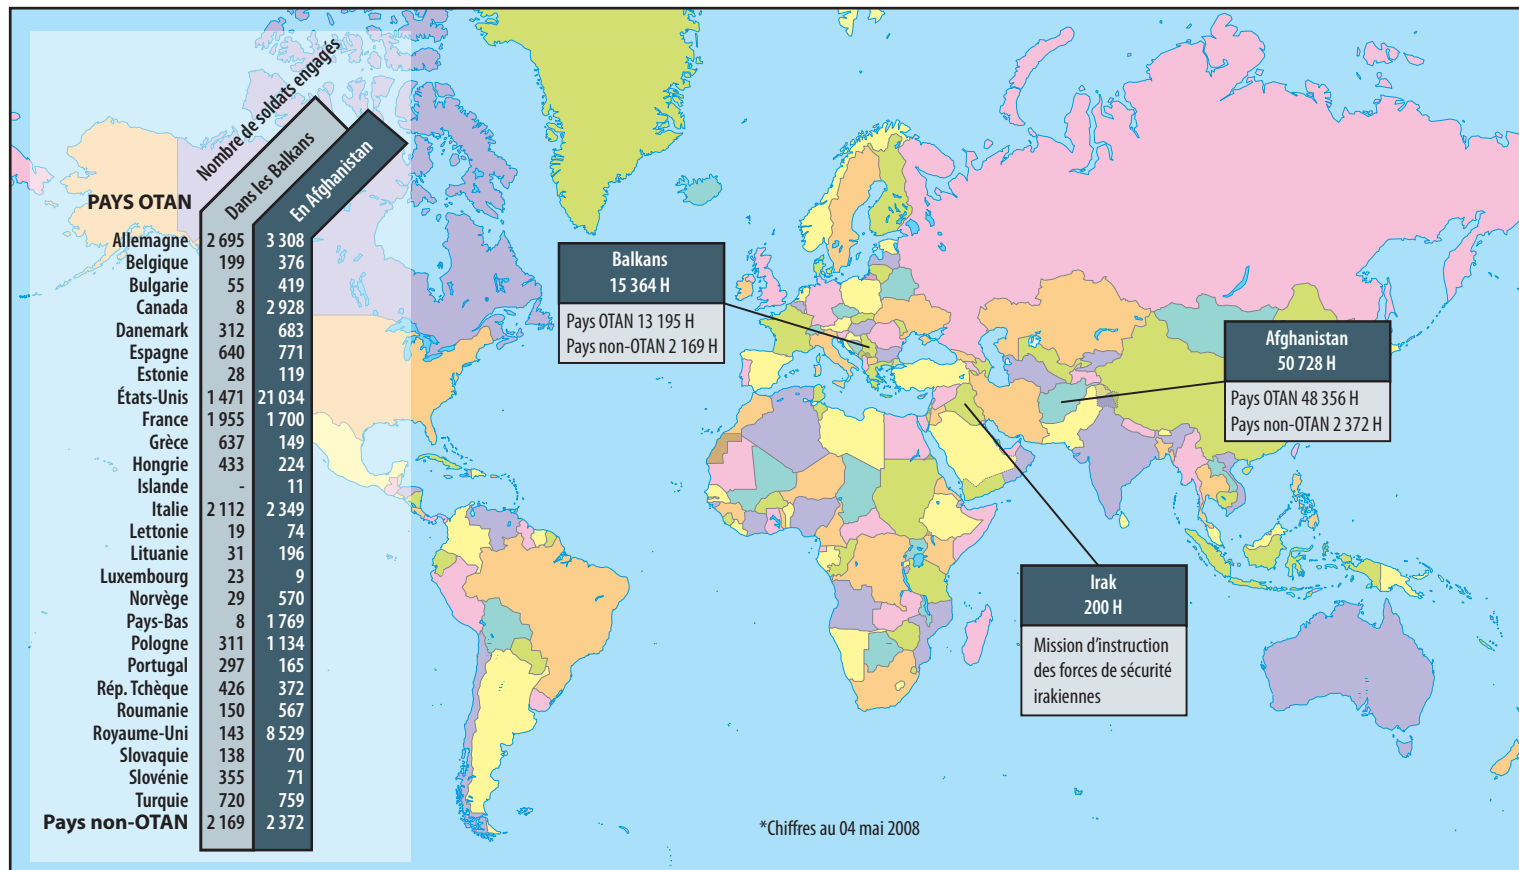 Nombre de soldats engagés
Dans les Balkans
En Afghanistan
PAYS OTAN
Allemagne 2 695 3 308
Belgique 199 376
Bulgarie 55 419
Canada 8 2 928
Danemark 312 683
Espagne 640 771
Estonie 28 119
États-Unis 1 471 21 034
France 1 955 1 700
Grèce 637 149
Hongrie 433 224
Islande - 11
Italie 2 112 2 349
Lettonie 19 74
Lituanie 31 196
Luxembourg 23 9
Norvège 29 570
Pays-Bas 8 1 769
Pologne 311 1 134
Portugal 297 165
Rép. Tchèque 426 372
Roumanie 150 567
Royaume-Uni 143 8 529
Slovaquie 138 70
Slovénie 355 71
Turquie 720 759
Pays non-OTAN 2 169 2 372
Balkans
15 364 H
Pays OTAN 13 195 H
Pays non-OTAN 2 169 H
Afghanistan
50 728 H
Pays OTAN 48 356 H
Pays non-OTAN 2 372 H
Irak
200 H
Mission d'instruction
des forces de sécurité
irakiennes
*Chiffres au 04 mai 2008